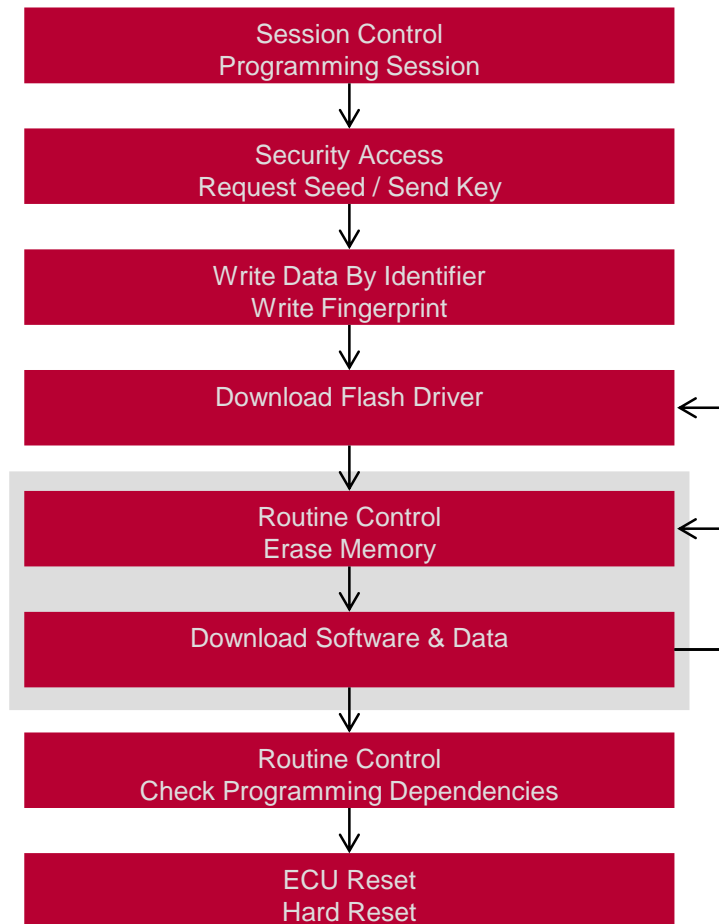 Session Control
Programming Session
Security Access
Request Seed / Send Key
Write Data By Identifier
Write Fingerprint
Download Flash Driver
Routine Control
Erase Memory
Download Software & Data
Routine Control
Check Programming Dependencies
ECU Reset
Hard Reset